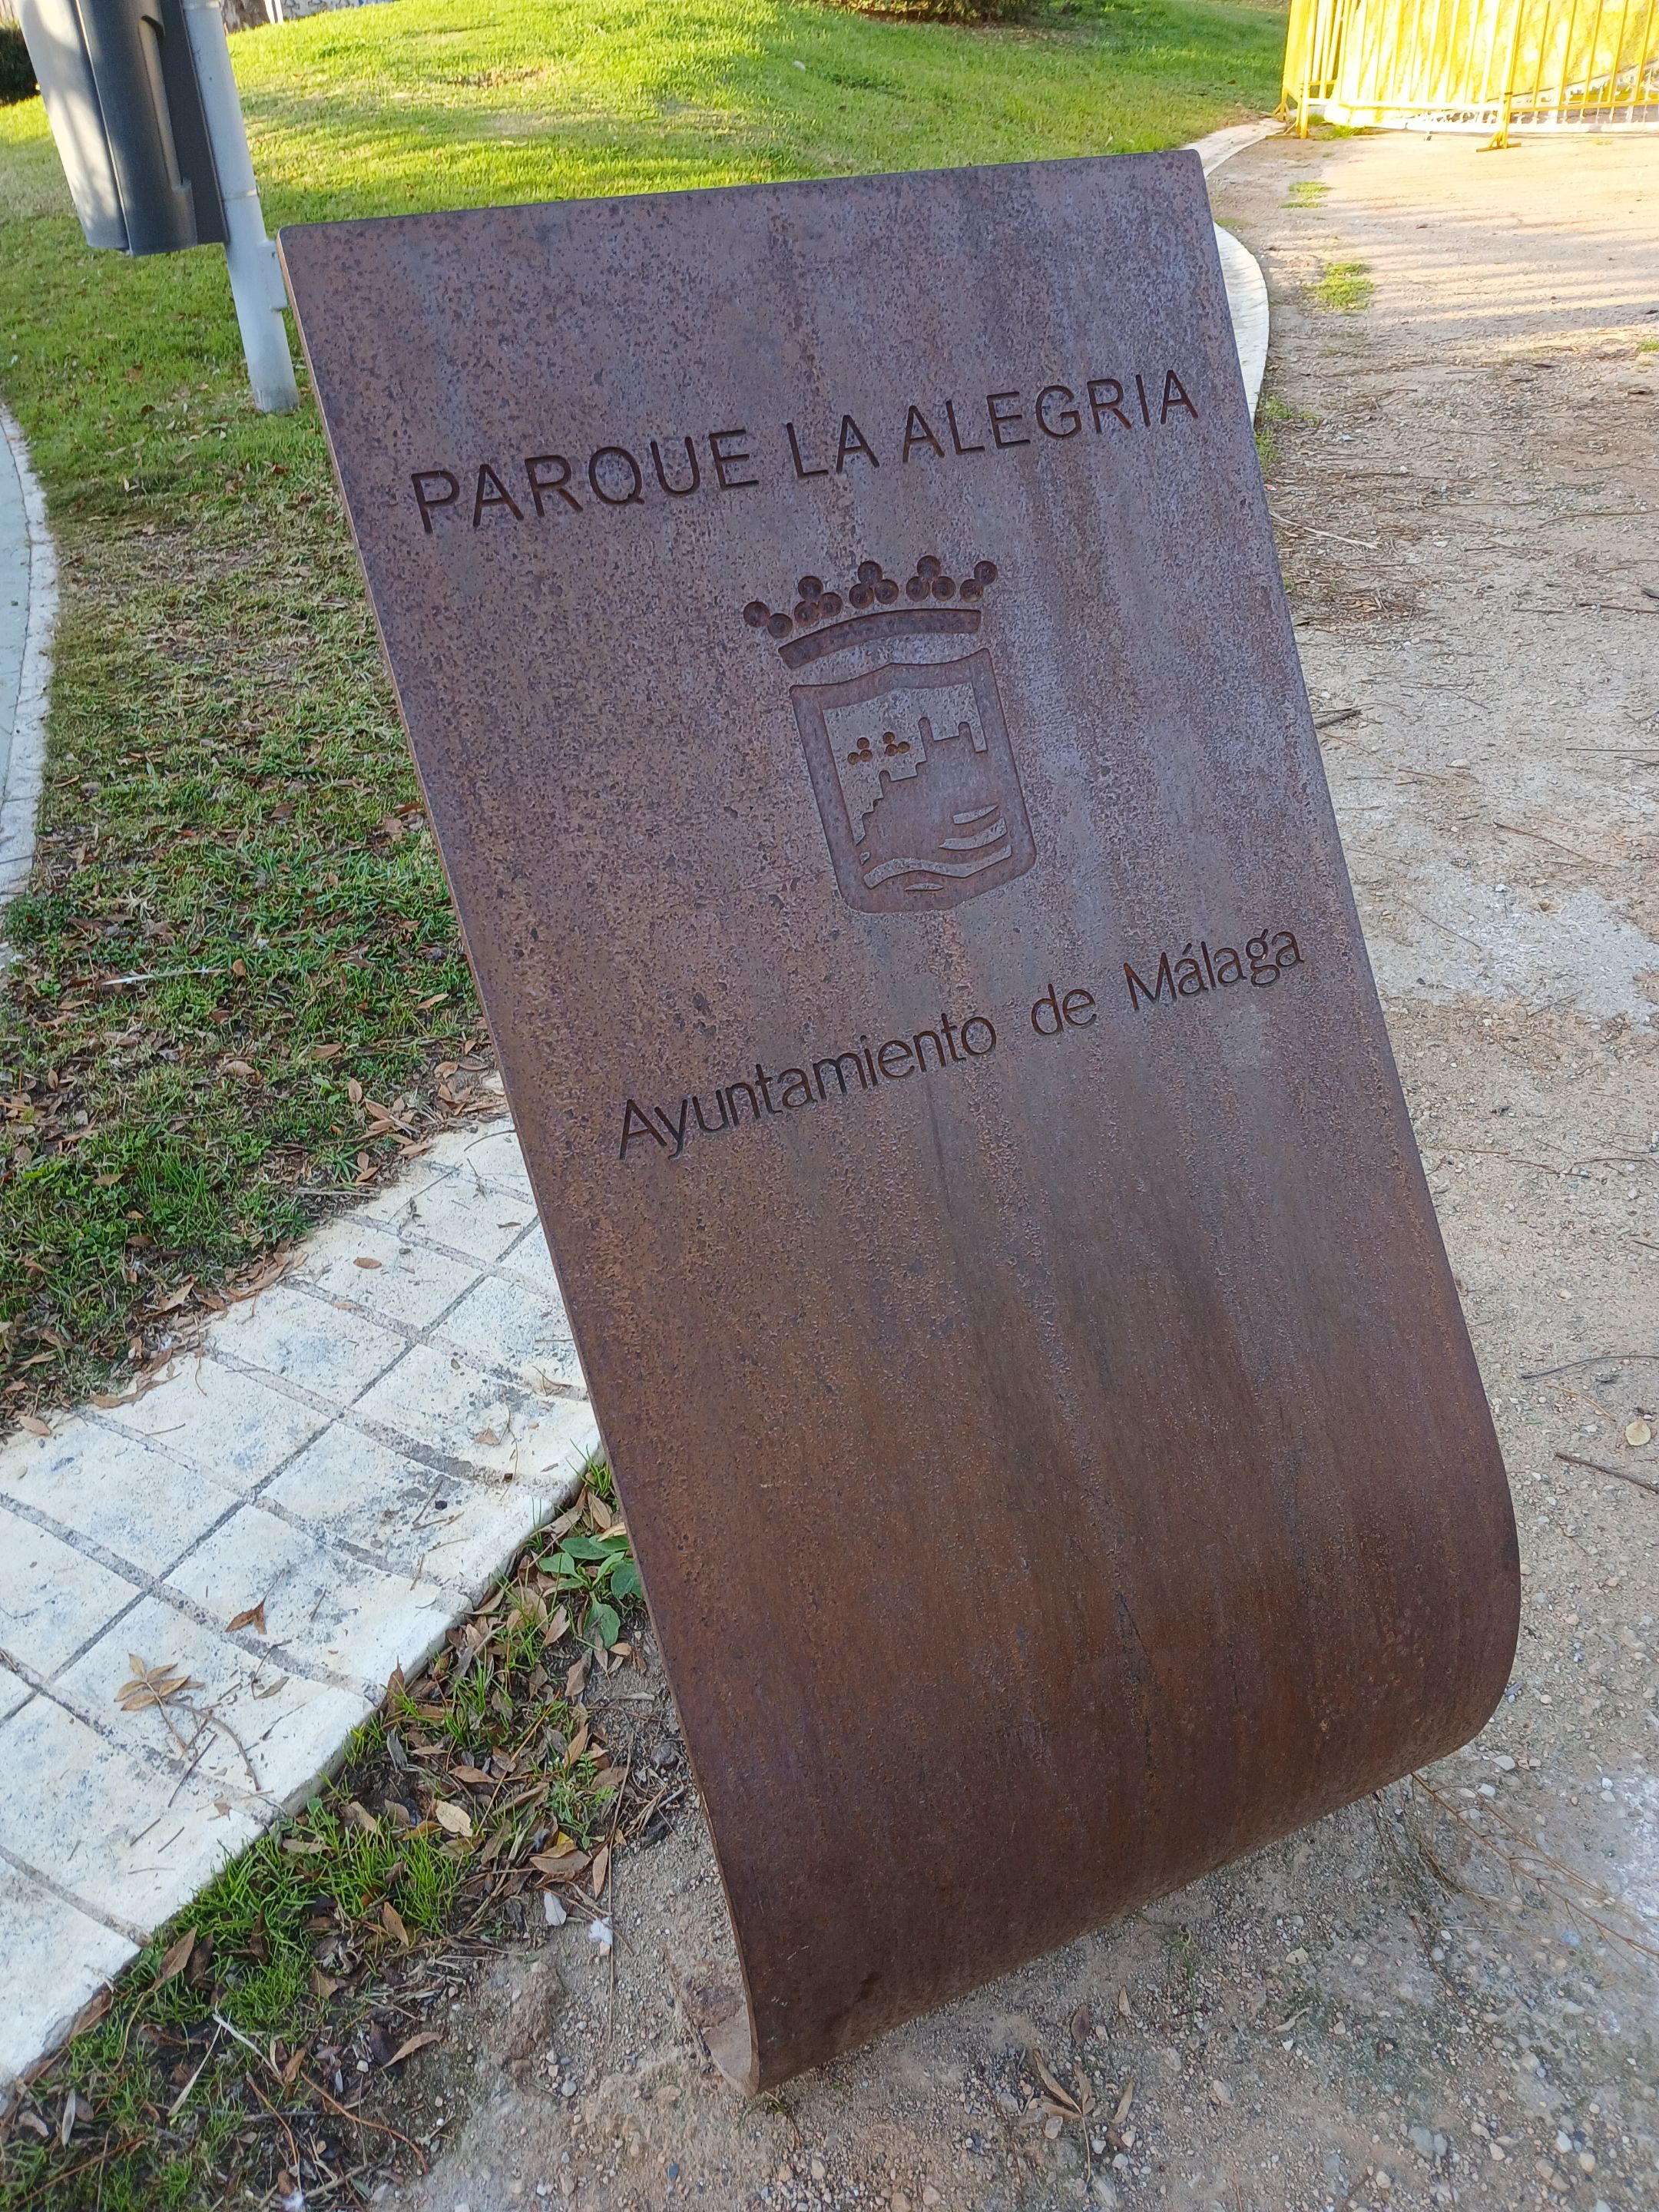 PARQUE LA ALEGRIA
Ayuntamiento de Málaga